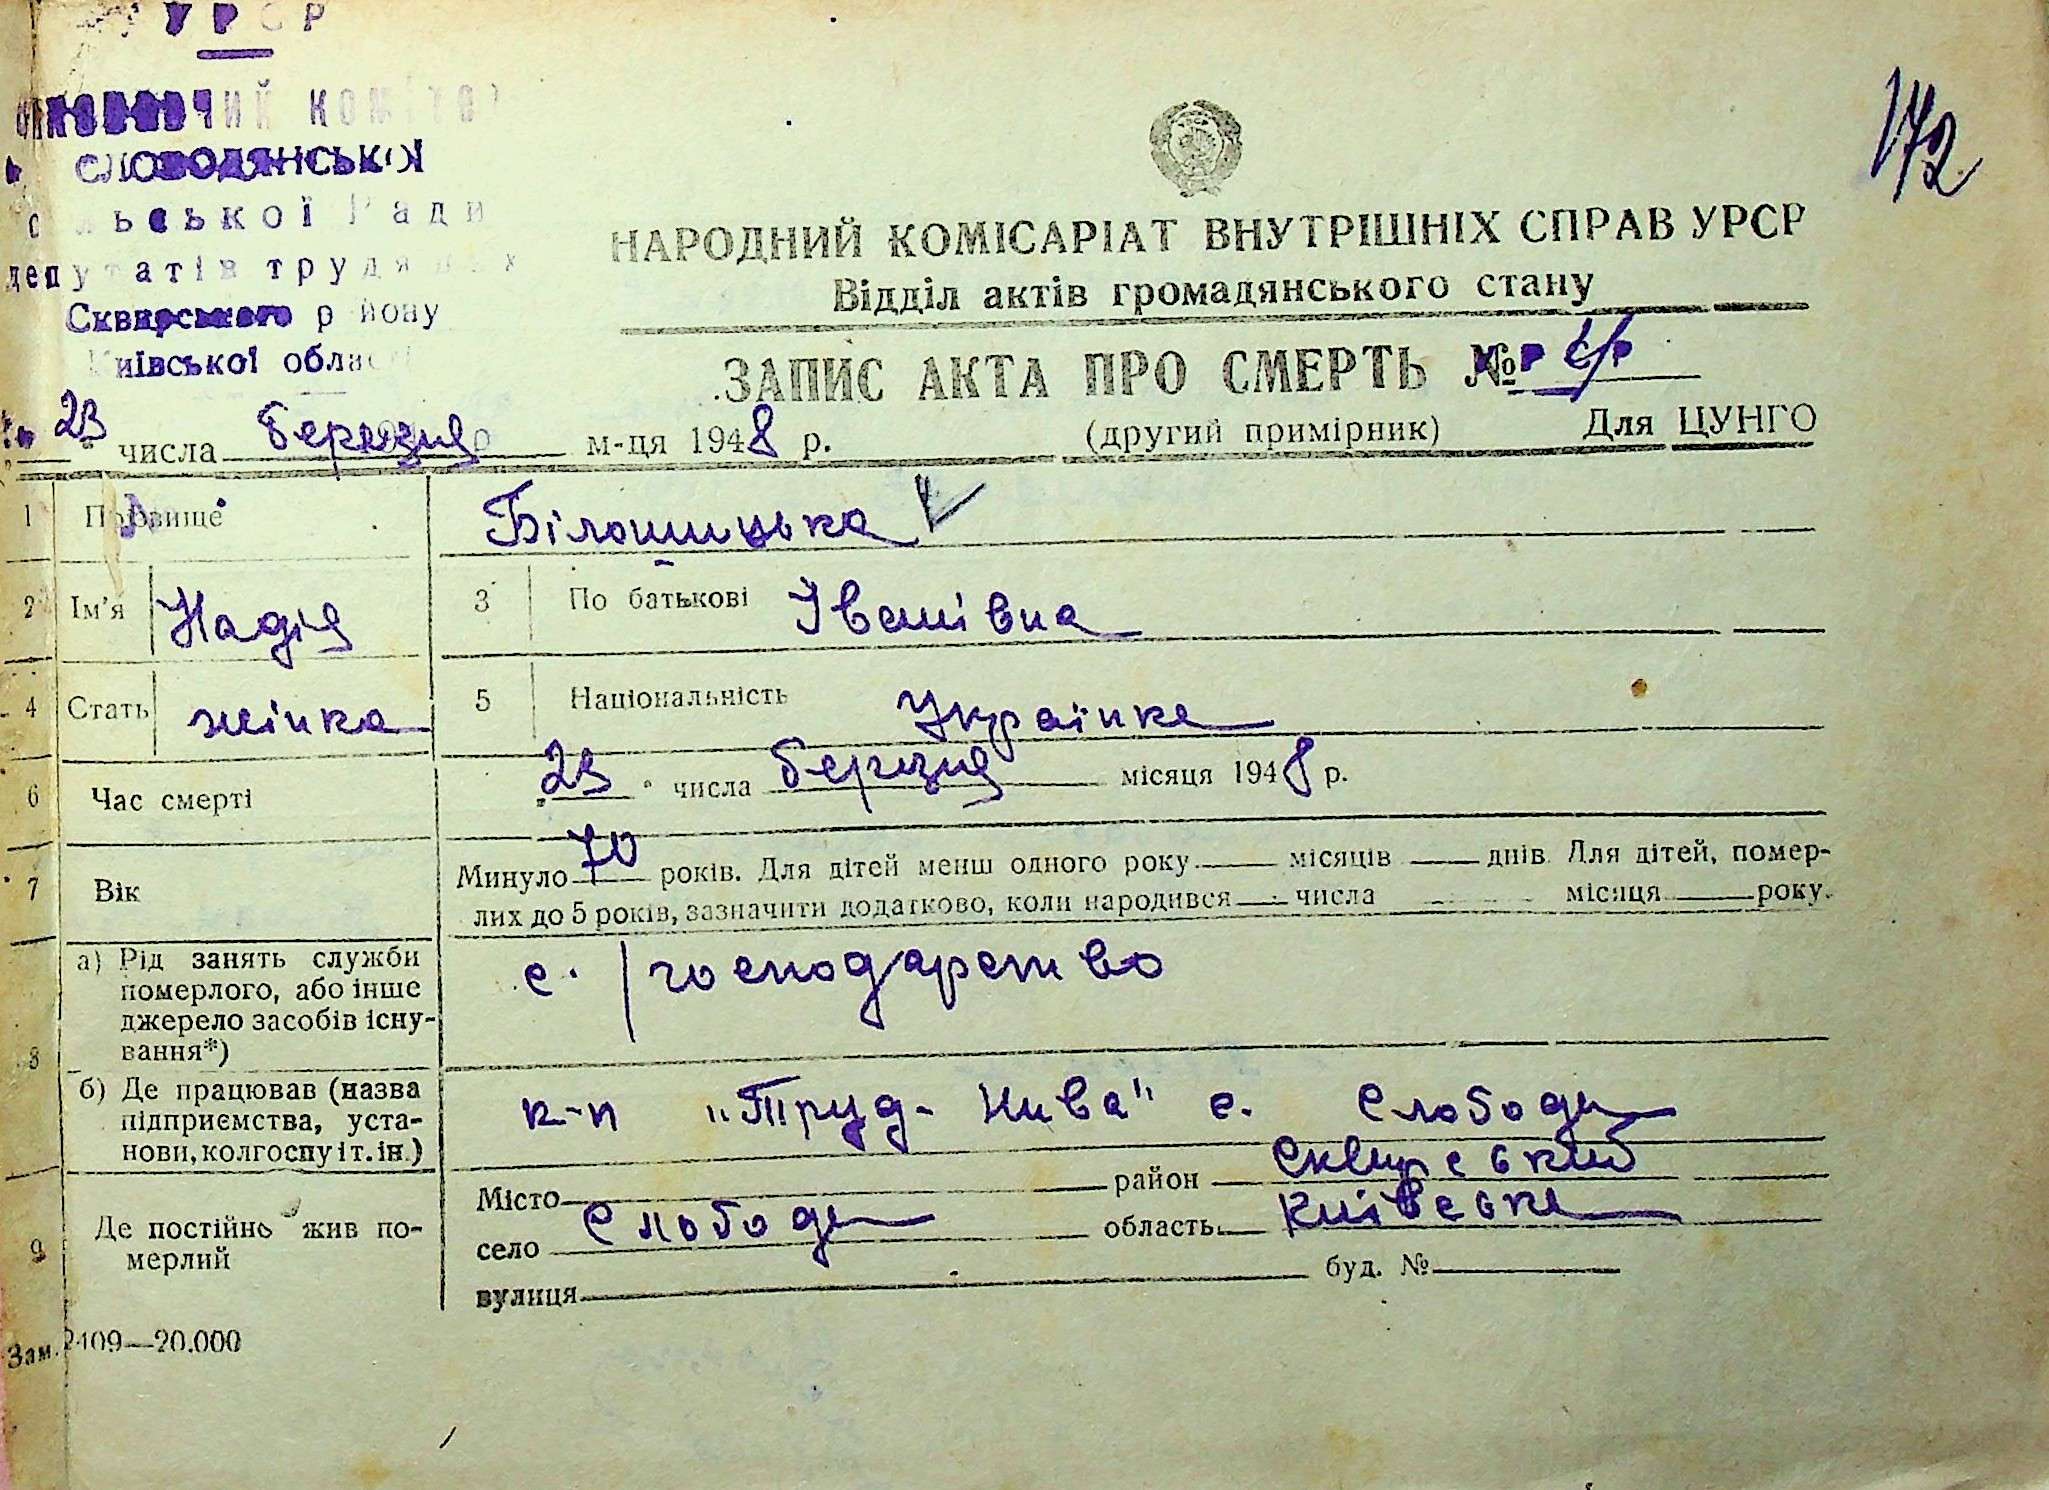 УРСР
Виконавчий комітет
СЛОБОДЯНСЬКОЇ
сільської Ради
депутатів трудящих
Сквирського району
Київської області
172
НАРОДНИЙ КОМІСАРІАТ ВНУТРІШНІХ СПРАВ УРСР
Відділ актів громадянського стану
ЗАПИС АКТА ПРО СМЕРТЬ №
23 числа березня м-ця 1948 р. (другий примірник) Для ЦУНГО
1 Прізвище Білошицька
2 Ім'я Надія 3 По батькові Іванівна
4 Стать жінка 5 Національність Українка
6 Час смерті „23" числа березня місяця 1948 р.
7 Вік Минуло 70 років. Для дітей менш одного року місяців днів. Для дітей, помер-
лих до 5 років, зазначити додатково, коли народився числа місяця року.
8 а) Рід занять служби
померлого, або інше
джерело засобів існу-
вання*)
с. / господарство
б) Де працював (назва
підприємства, уста-
нови, колгоспу і т. ін.)
к-п „Труд- Нива" с. Слободи
9 Де постійно жив по-
мерлий
Місто район Сквирський
село Слободи область Київська
вулиця буд. №
Зам. 2409—20.000